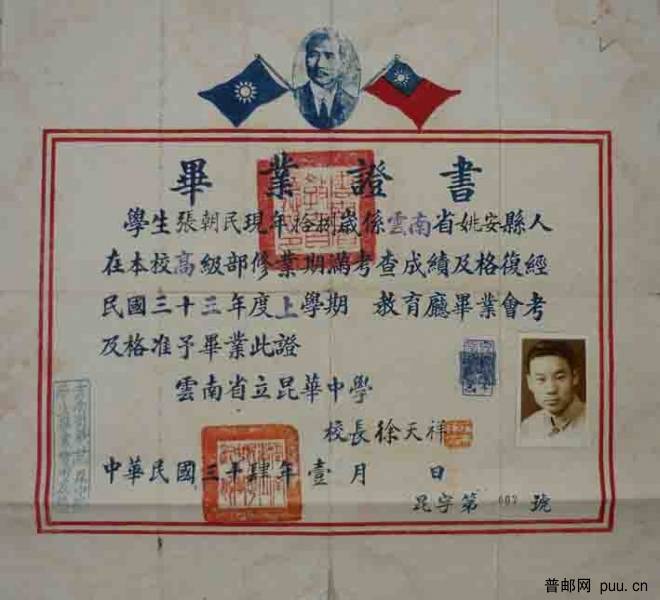 畢業證書
學生張朝民現年拾捌歲係雲南省姚安縣人
在本校高級部修業期滿考查成績及格復經
民國三十三年度上學期 教育廳畢業會考
及格准予畢業此證
雲南省立昆華中學
校長徐天祥
中華民國三十肆年壹月 日
昆字第 號
普邮网 puu.cn